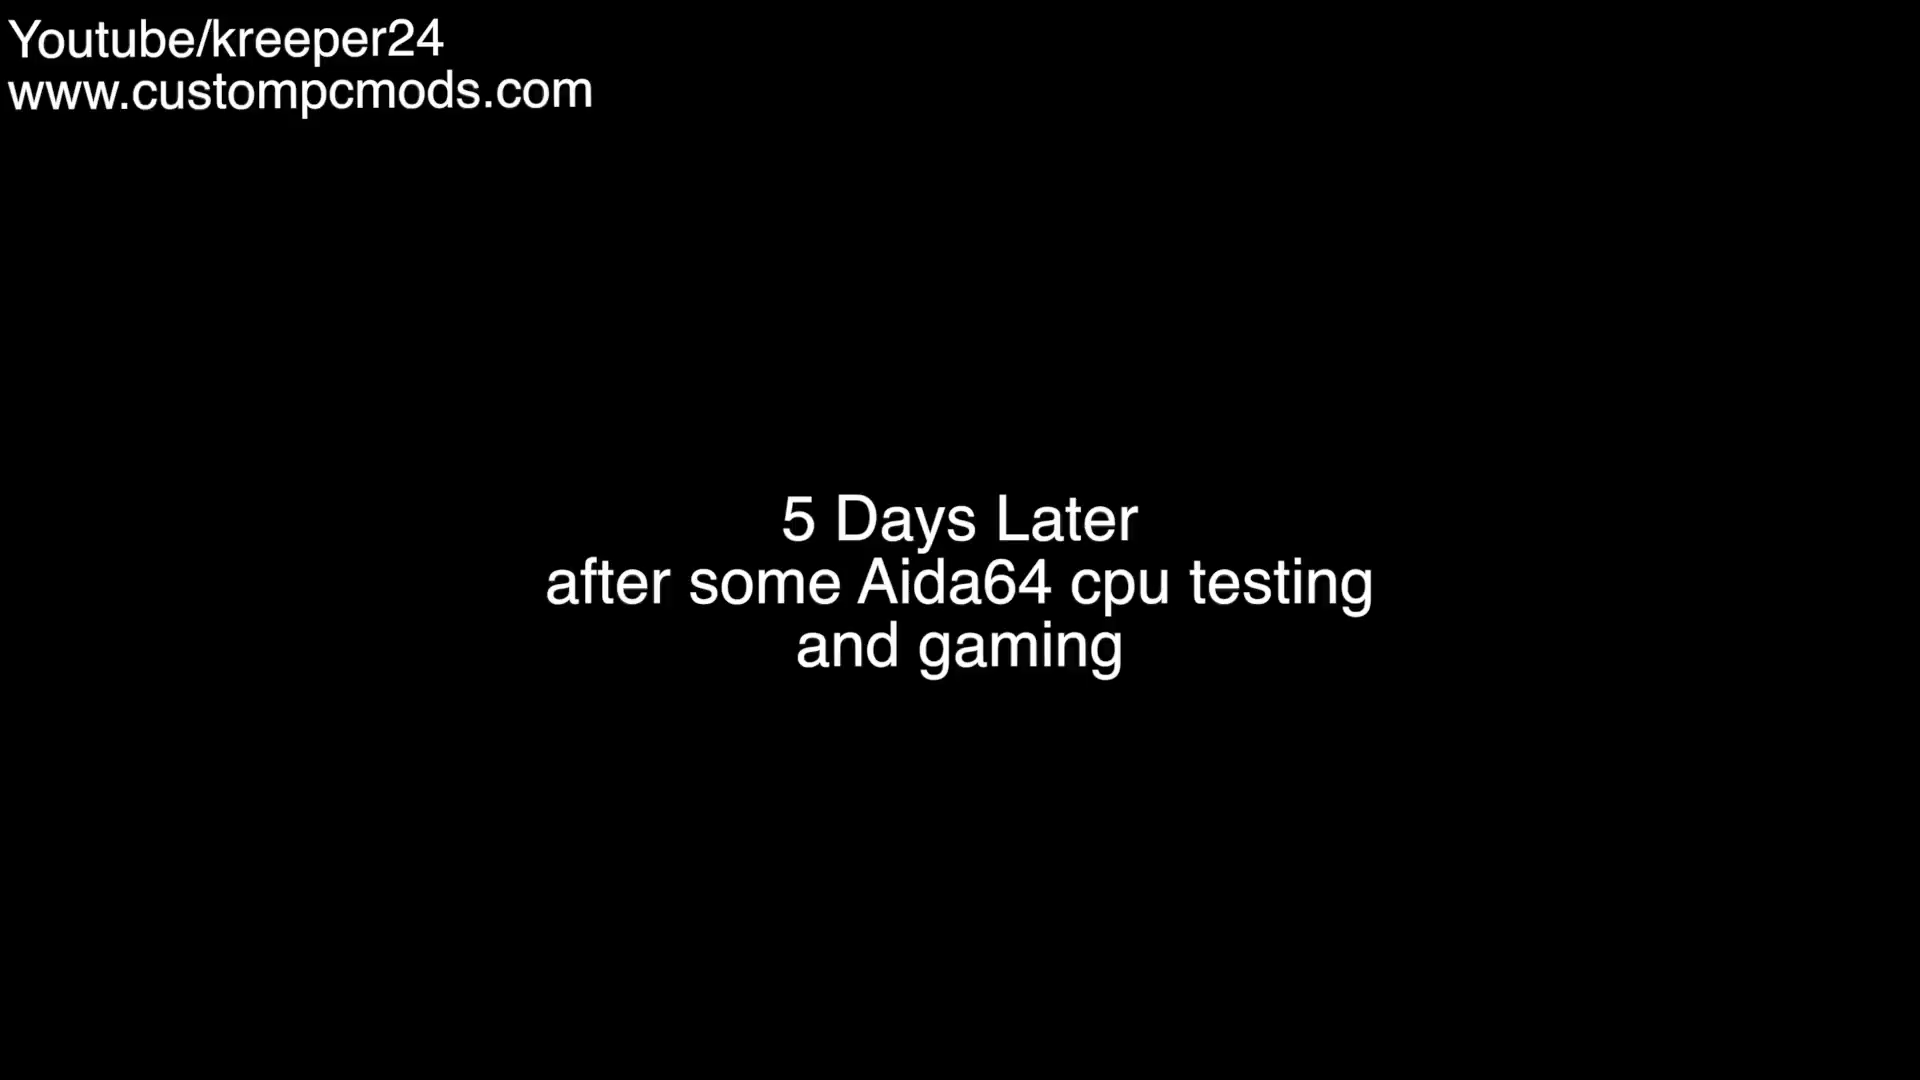 Youtube/kreeper24
www.custompcmods.com
5 Days Later
after some Aida64 cpu testing
and gaming